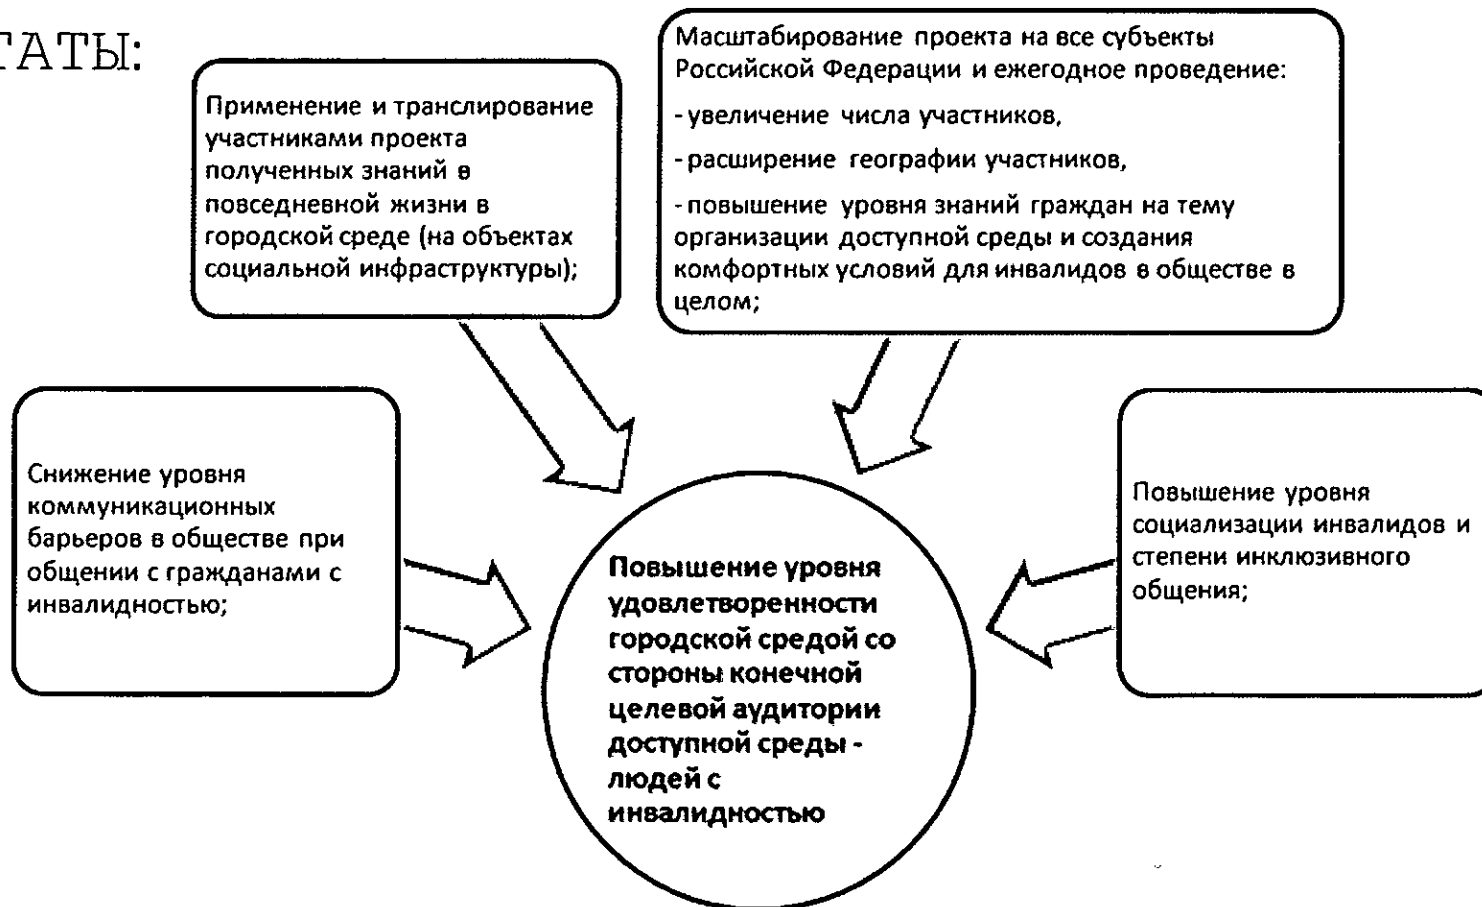 ТАТЫ:
Применение и транслирование
участниками проекта
полученных знаний в
повседневной жизни в
городской среде (на объектах
социальной инфраструктуры);
Масштабирование проекта на все субъекты
Российской Федерации и ежегодное проведение:
- увеличение числа участников,
- расширение географии участников,
- повышение уровня знаний граждан на тему
организации доступной среды и создания
комфортных условий для инвалидов в обществе в
целом;
Снижение уровня
коммуникационных
барьеров в обществе при
общении с гражданами с
инвалидностью;
Повышение уровня
социализации инвалидов и
степени инклюзивного
общения;
Повышение уровня
удовлетворенности
городской средой со
стороны конечной
целевой аудитории
доступной среды -
людей с
инвалидностью